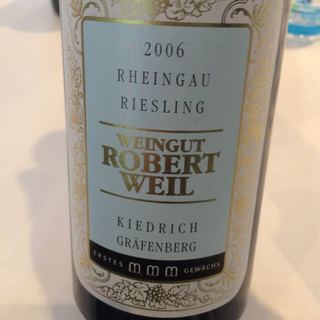 2006
RHEINGAU
RIESLING
WEINGUT
ROBERT
WEIL
KIEDRICH
GRÄFENBERG
ERSTES GEWÄCHS